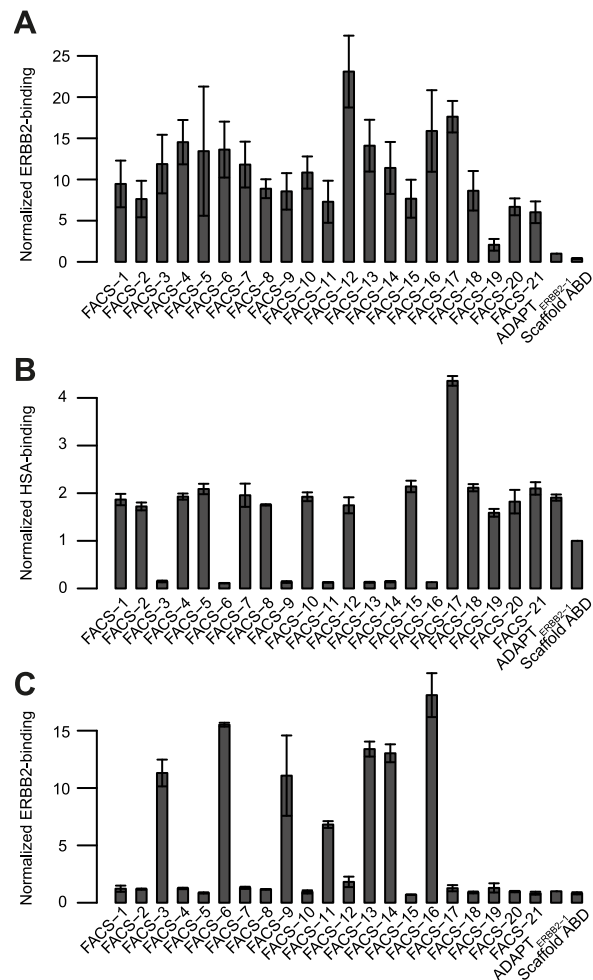 A
Normalized ERBB2-binding
25
20
15
10
5
0
FACS-1
FACS-2
FACS-3
FACS-4
FACS-5
FACS-6
FACS-7
FACS-8
FACS-9
FACS-10
FACS-11
FACS-12
FACS-13
FACS-14
FACS-15
FACS-16
FACS-17
FACS-18
FACS-19
FACS-20
FACS-21
ADAPT ERBB2-1
Scaffold ABD
B
Normalized HSA-binding
4
3
2
1
0
FACS-1
FACS-2
FACS-3
FACS-4
FACS-5
FACS-6
FACS-7
FACS-8
FACS-9
FACS-10
FACS-11
FACS-12
FACS-13
FACS-14
FACS-15
FACS-16
FACS-17
FACS-18
FACS-19
FACS-20
FACS-21
ADAPT ERBB2-1
Scaffold ABD
C
Normalized ERBB2-binding
15
10
5
0
FACS-1
FACS-2
FACS-3
FACS-4
FACS-5
FACS-6
FACS-7
FACS-8
FACS-9
FACS-10
FACS-11
FACS-12
FACS-13
FACS-14
FACS-15
FACS-16
FACS-17
FACS-18
FACS-19
FACS-20
FACS-21
ADAPT ERBB2-1
Scaffold ABD